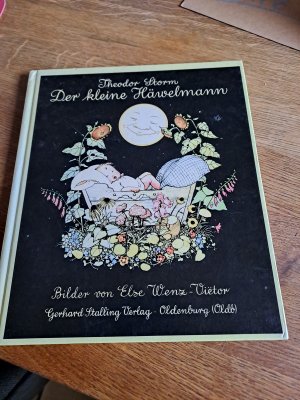 Theodor Storm
Der kleine Häwelmann
Bilder von Else Wenz-Viëtor
Gerhard Stalling Verlag - Oldenburg (Oldb)